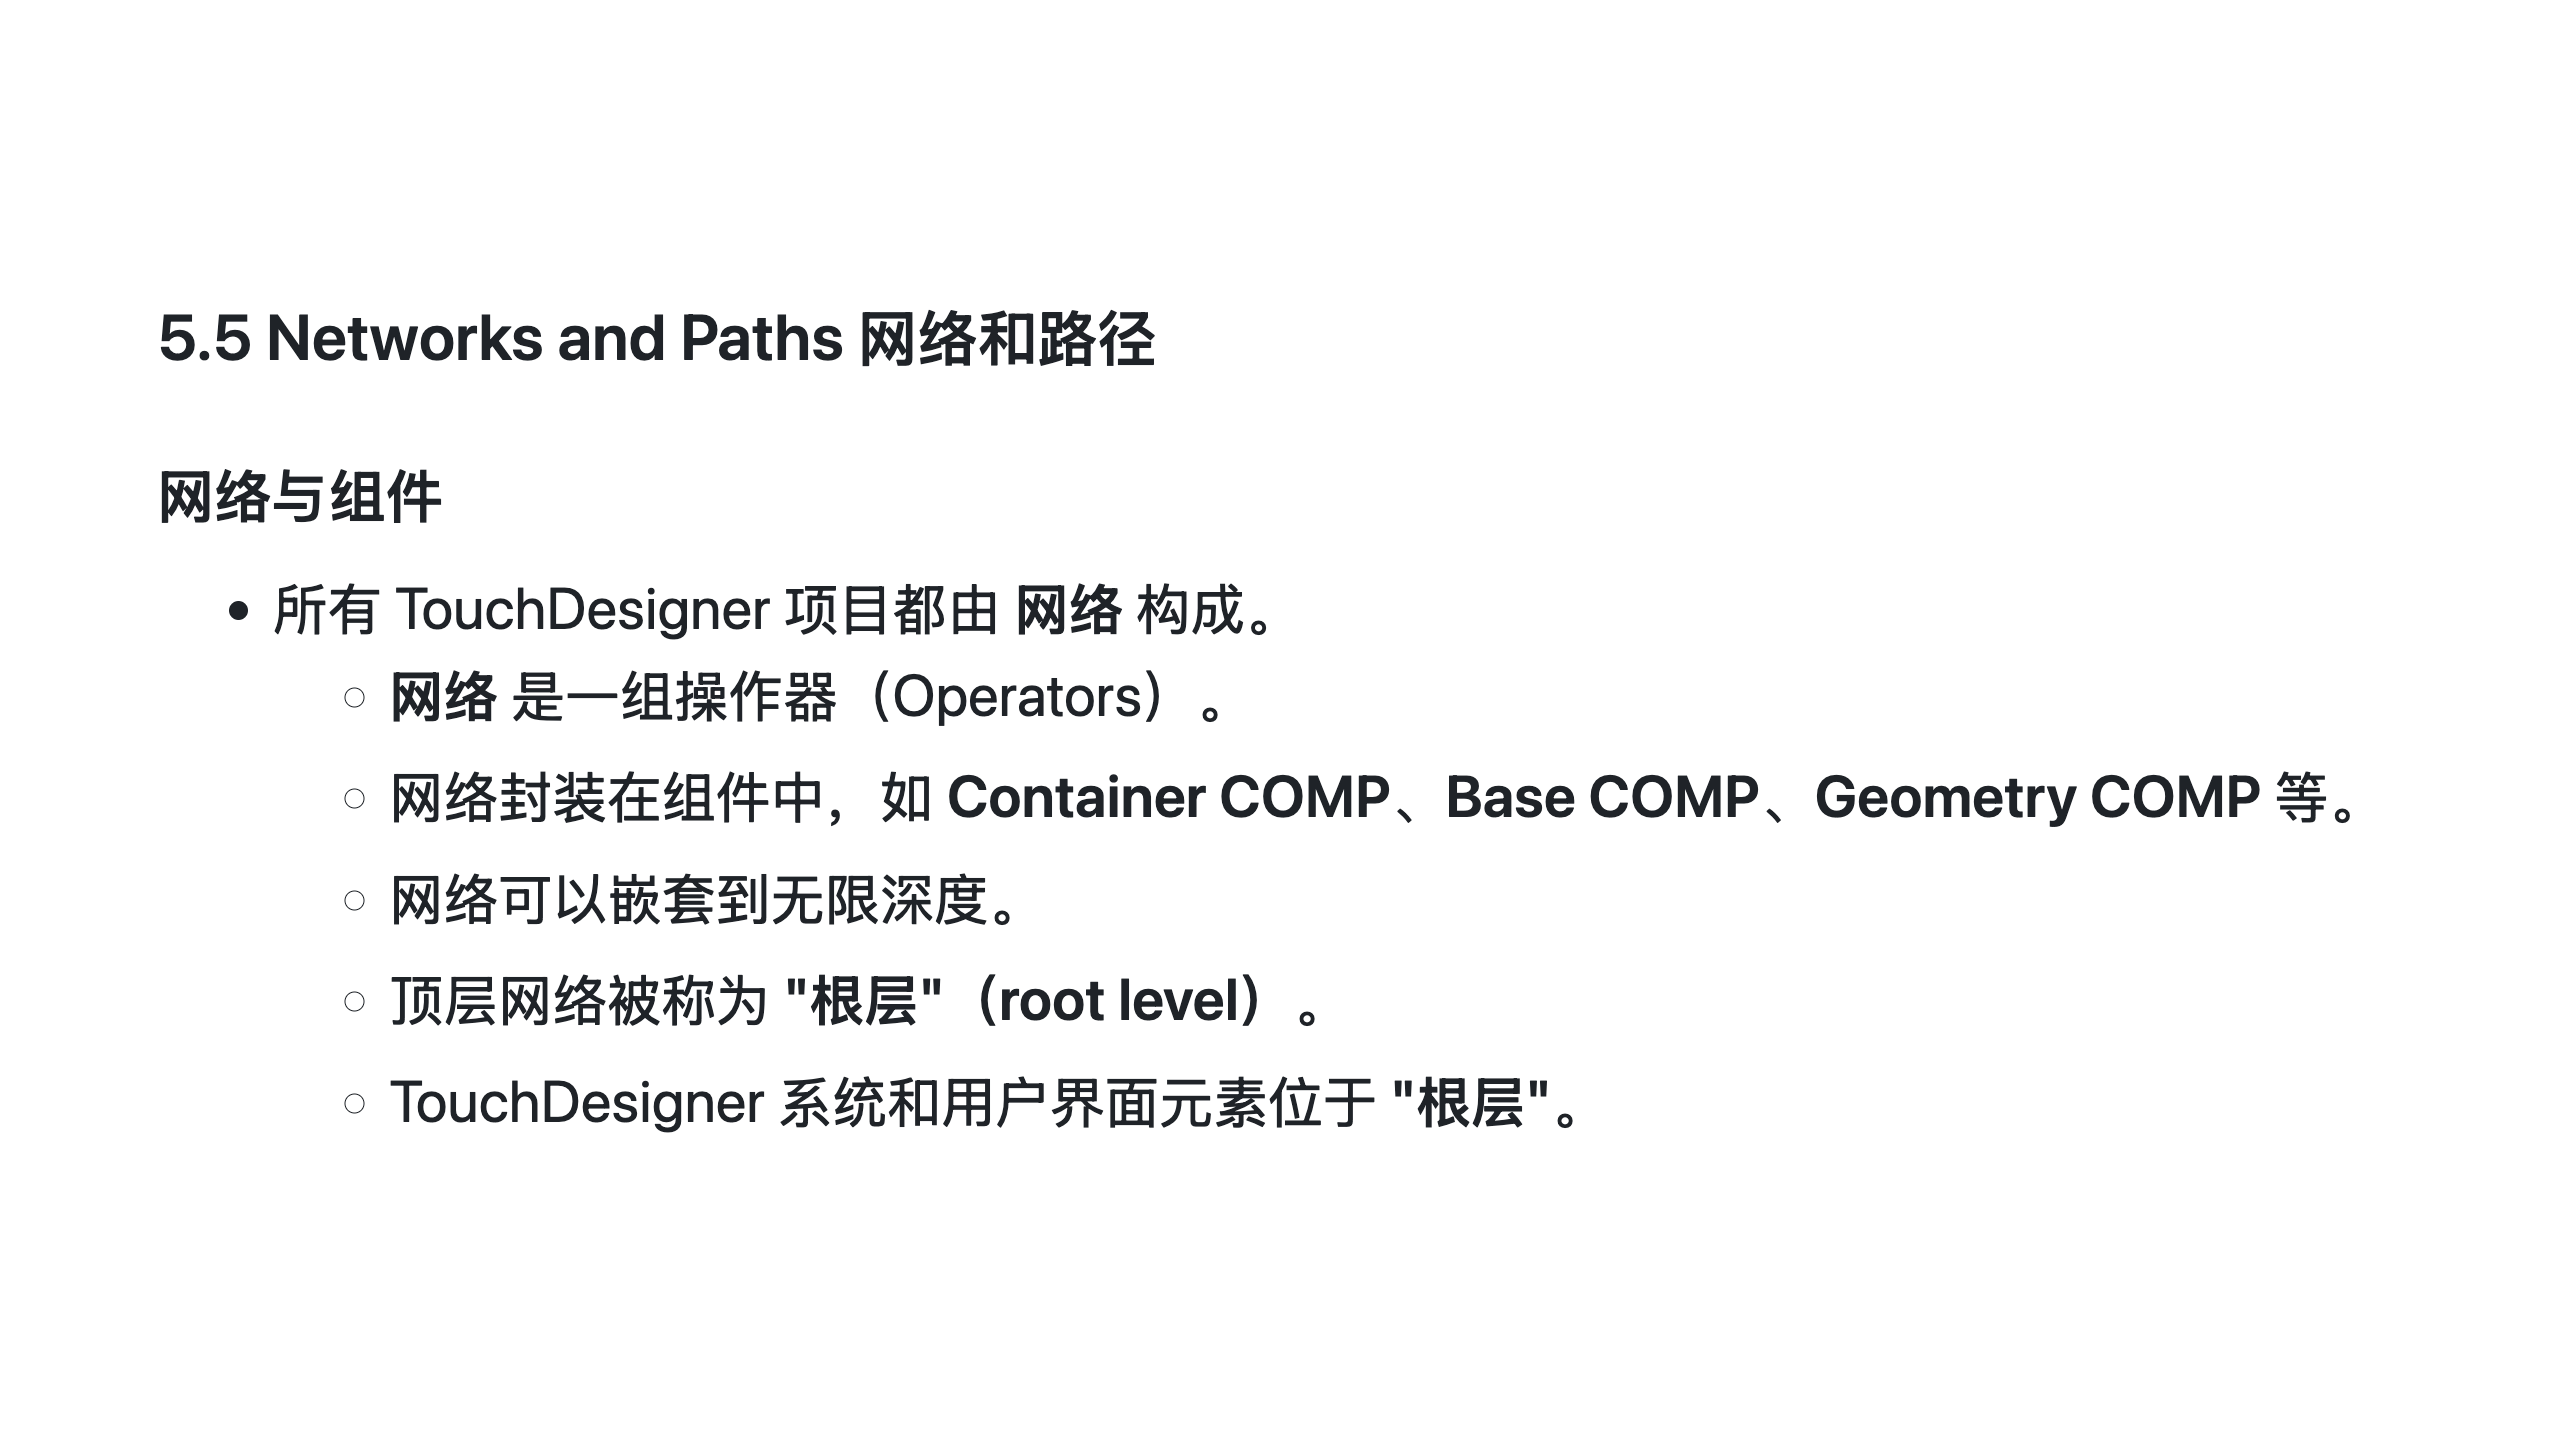 5.5 Networks and Paths 网络和路径
网络与组件
• 所有 TouchDesigner 项目都由 网络 构成。
○ 网络 是一组操作器（Operators）。
○ 网络封装在组件中，如 Container COMP、Base COMP、Geometry COMP 等。
○ 网络可以嵌套到无限深度。
○ 顶层网络被称为 "根层"（root level）。
○ TouchDesigner 系统和用户界面元素位于 "根层"。